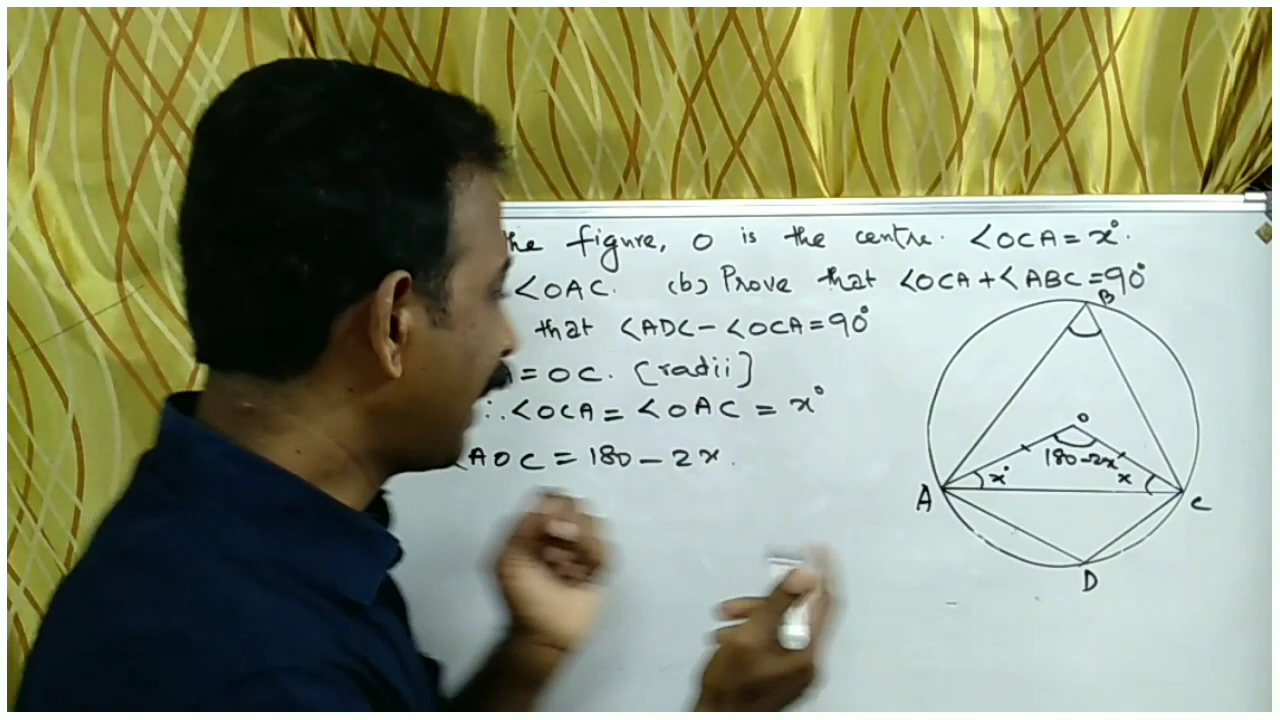 he figure, O is the centre. ∠OCA = x°.
∠OAC. (b) Prove that ∠OCA + ∠ABC = 90°
that ∠ADC - ∠OCA = 90°
= OC. [radii]
∴ ∠OCA = ∠OAC = x°
∠AOC = 180 - 2x.
B
O
180-2x
x°
x
A
C
D